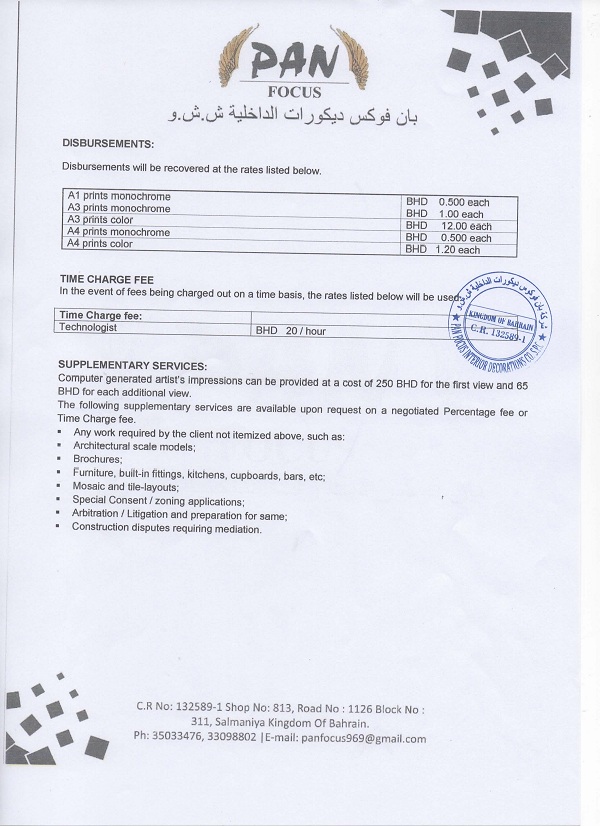 PAN
FOCUS
بان فوكس ديكورات الداخلية ش.ش.و
DISBURSEMENTS:
Disbursements will be recovered at the rates listed below.
A1 prints monochrome BHD 0.500 each
A3 prints monochrome BHD 1.00 each
A3 prints color BHD 12.00 each
A4 prints monochrome BHD 0.500 each
A4 prints color BHD 1.20 each
TIME CHARGE FEE
In the event of fees being charged out on a time basis, the rates listed below will be used.
Time Charge fee:
Technologist BHD 20 / hour
شركة بان فوكس ديكورات الداخلية ش.ش.و
KINGDOM OF BAHRAIN
C.R. 132589-1
★ PAN FOCUS INTERIOR DECORATIONS CO. S.P.C ★
SUPPLEMENTARY SERVICES:
Computer generated artist's impressions can be provided at a cost of 250 BHD for the first view and 65
BHD for each additional view.
The following supplementary services are available upon request on a negotiated Percentage fee or
Time Charge fee.
▪ Any work required by the client not itemized above, such as:
▪ Architectural scale models;
▪ Brochures;
▪ Furniture, built-in fittings, kitchens, cupboards, bars, etc;
▪ Mosaic and tile-layouts;
▪ Special Consent / zoning applications;
▪ Arbitration / Litigation and preparation for same;
▪ Construction disputes requiring mediation.
C.R No: 132589-1 Shop No: 813, Road No : 1126 Block No :
311, Salmaniya Kingdom Of Bahrain.
Ph: 35033476, 33098802 |E-mail: panfocus969@gmail.com